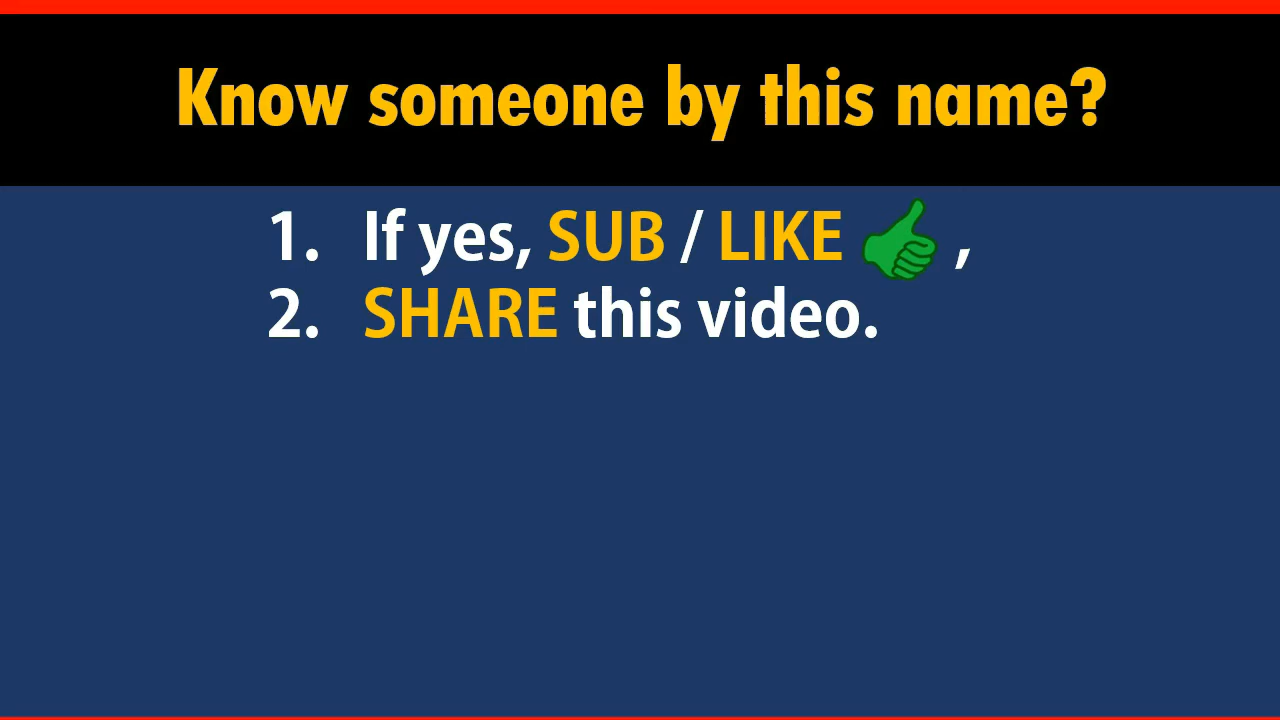 Know someone by this name?
1. If yes, SUB / LIKE ,
2. SHARE this video.